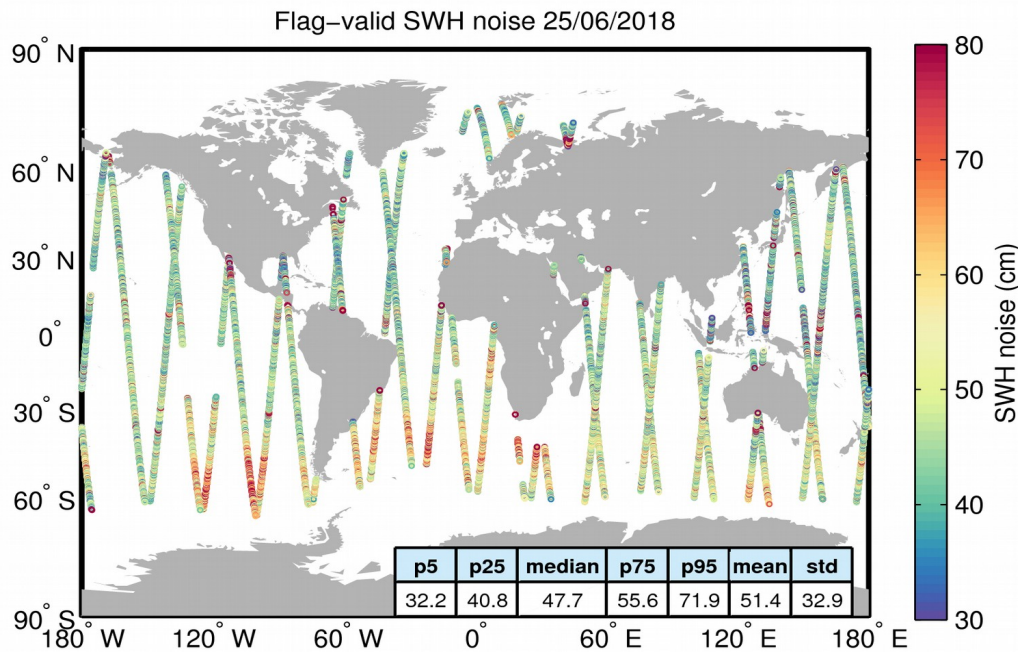 Flag−valid SWH noise 25/06/2018
90° N
60° N
30° N
0°
30° S
60° S
90° S
180° W
120° W
60° W
0°
60° E
120° E
180° E
p5 p25 median p75 p95 mean std
32.2 40.8 47.7 55.6 71.9 51.4 32.9
80
70
60
50
40
30
SWH noise (cm)